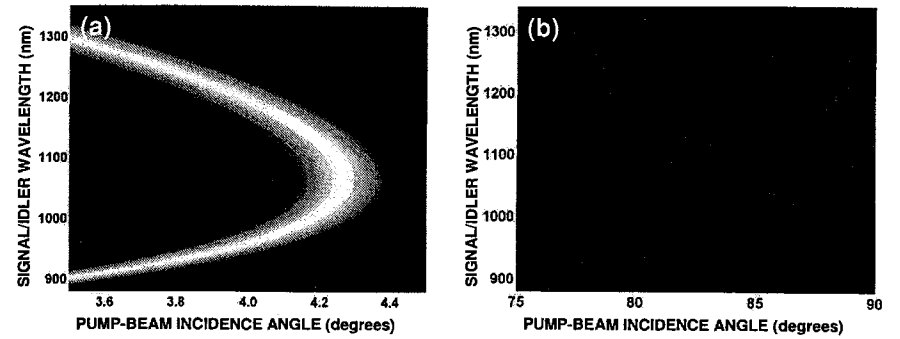 (a)
SIGNAL/IDLER WAVELENGTH (nm)
1300
1200
1100
1000
900
3.6 3.8 4.0 4.2 4.4
PUMP-BEAM INCIDENCE ANGLE (degrees)
(b)
SIGNAL/IDLER WAVELENGTH (nm)
1300
1200
1100
1000
900
75 80 85 90
PUMP-BEAM INCIDENCE ANGLE (degrees)